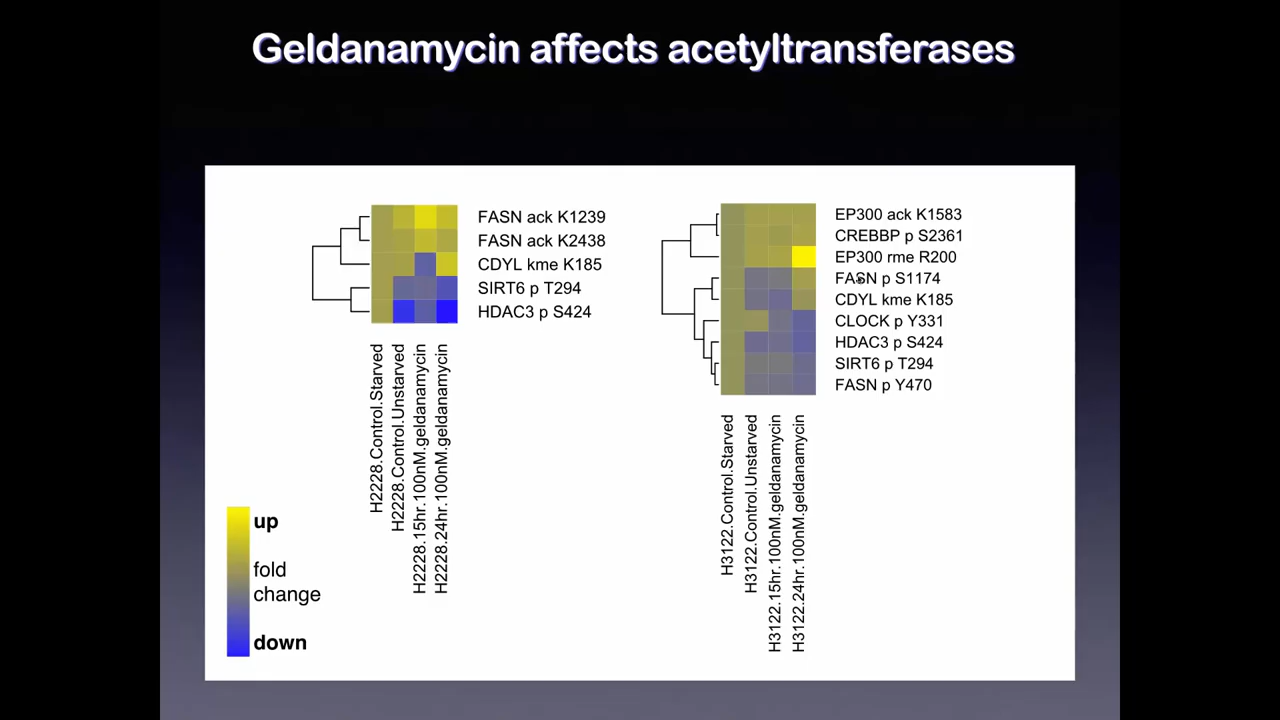 Geldanamycin affects acetyltransferases
FASN ack K1239
FASN ack K2438
CDYL kme K185
SIRT6 p T294
HDAC3 p S424
H2228.Control.Starved
H2228.Control.Unstarved
H2228.15hr.100nM.geldanamycin
H2228.24hr.100nM.geldanamycin
EP300 ack K1583
CREBBP p S2361
EP300 rme R200
FASN p S1174
CDYL kme K185
CLOCK p Y331
HDAC3 p S424
SIRT6 p T294
FASN p Y470
H3122.Control.Starved
H3122.Control.Unstarved
H3122.15hr.100nM.geldanamycin
H3122.24hr.100nM.geldanamycin
up
fold
change
down